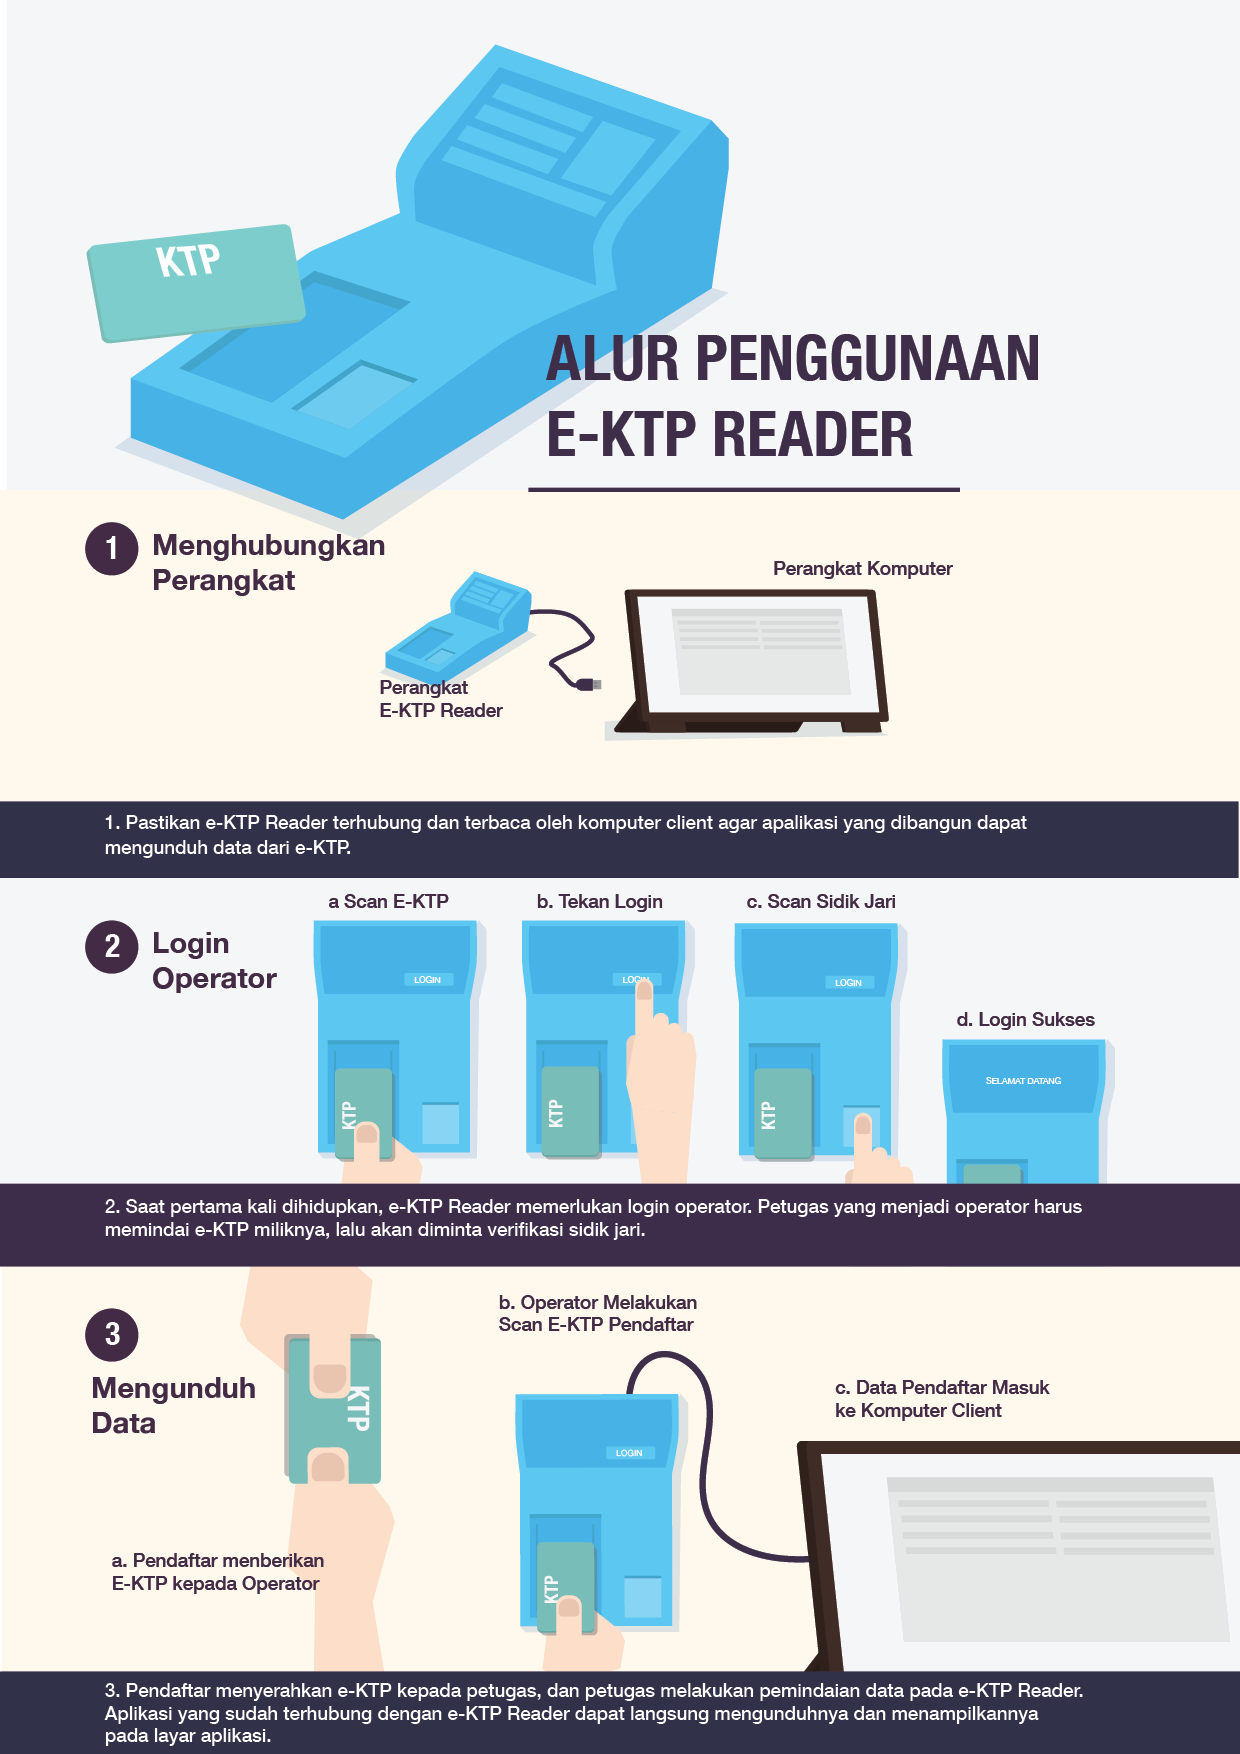 KTP
ALUR PENGGUNAAN
E-KTP READER
1
Menghubungkan
Perangkat
Perangkat Komputer
Perangkat
E-KTP Reader
1. Pastikan e-KTP Reader terhubung dan terbaca oleh komputer client agar apalikasi yang dibangun dapat
mengunduh data dari e-KTP.
2
Login
Operator
a Scan E-KTP
LOGIN
KTP
b. Tekan Login
LOGIN
KTP
c. Scan Sidik Jari
LOGIN
KTP
d. Login Sukses
SELAMAT DATANG
2. Saat pertama kali dihidupkan, e-KTP Reader memerlukan login operator. Petugas yang menjadi operator harus
memindai e-KTP miliknya, lalu akan diminta verifikasi sidik jari.
3
Mengunduh
Data
KTP
a. Pendaftar menberikan
E-KTP kepada Operator
b. Operator Melakukan
Scan E-KTP Pendaftar
LOGIN
KTP
c. Data Pendaftar Masuk
ke Komputer Client
3. Pendaftar menyerahkan e-KTP kepada petugas, dan petugas melakukan pemindaian data pada e-KTP Reader.
Aplikasi yang sudah terhubung dengan e-KTP Reader dapat langsung mengunduhnya dan menampilkannya
pada layar aplikasi.